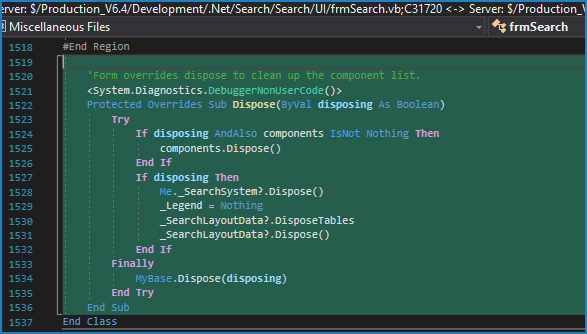 erver: $/Production_V6.4/Development/.Net/Search/Search/UI/frmSearch.vb;C31720 <-> Server: $/Production_V
Miscellaneous Files
frmSearch
1518 #End Region
1519
1520 'Form overrides dispose to clean up the component list.
1521 <System.Diagnostics.DebuggerNonUserCode()>
1522 Protected Overrides Sub Dispose(ByVal disposing As Boolean)
1523 Try
1524 If disposing AndAlso components IsNot Nothing Then
1525 components.Dispose()
1526 End If
1527 If disposing Then
1528 Me._SearchSystem?.Dispose()
1529 _Legend = Nothing
1530 _SearchLayoutData?.DisposeTables
1531 _SearchLayoutData?.Dispose()
1532 End If
1533 Finally
1534 MyBase.Dispose(disposing)
1535 End Try
1536 End Sub
1537 End Class